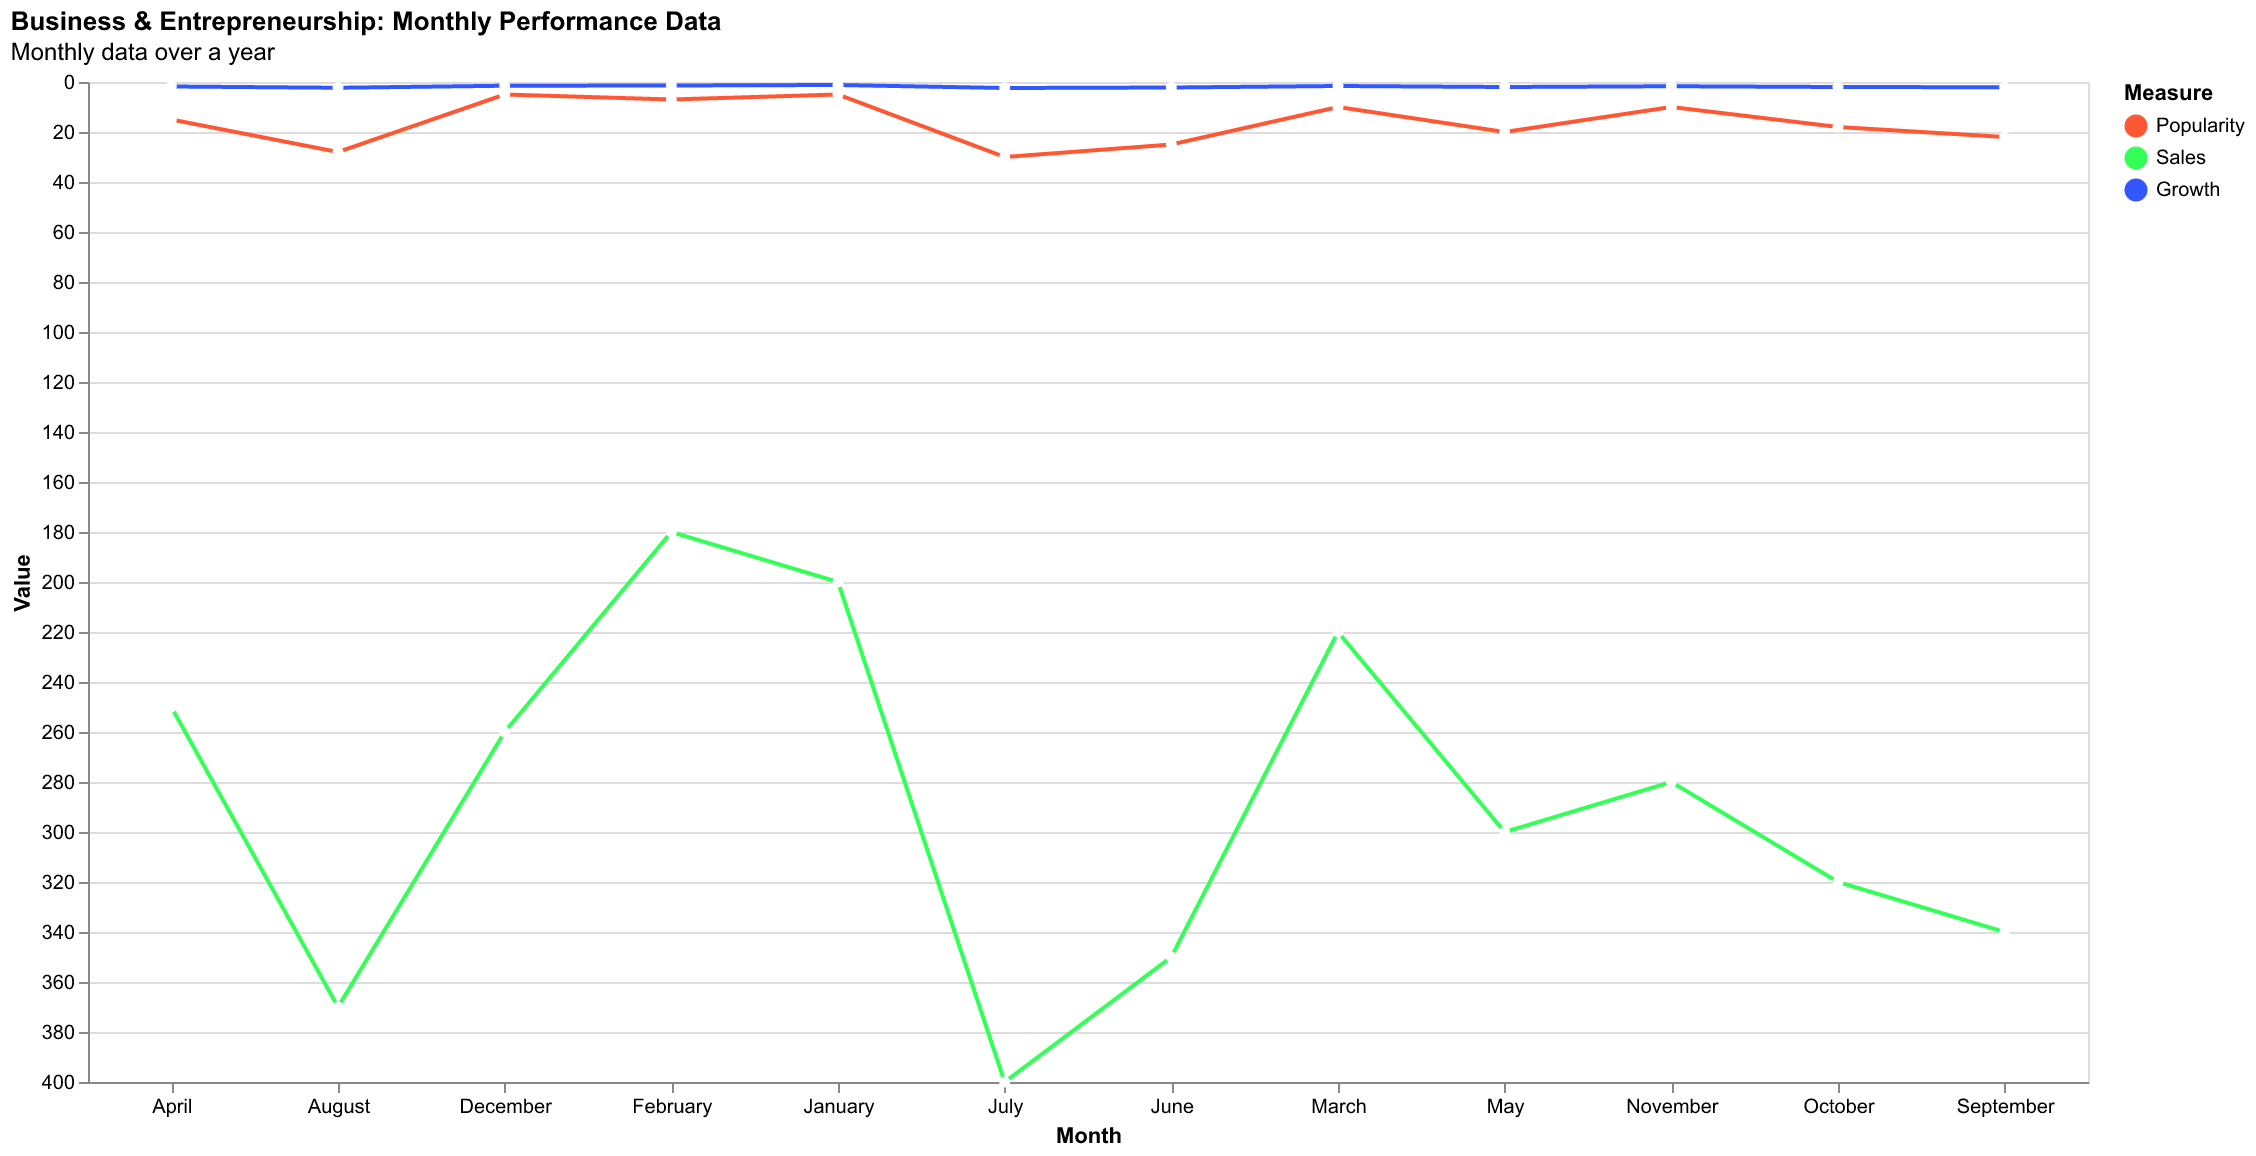 Business & Entrepreneurship: Monthly Performance Data
Monthly data over a year
0
20
40
60
80
100
120
140
160
180
200
220
240
260
280
300
320
340
360
380
400
Value
April August December February January July June March May November October September
Month
Measure
Popularity
Sales
Growth